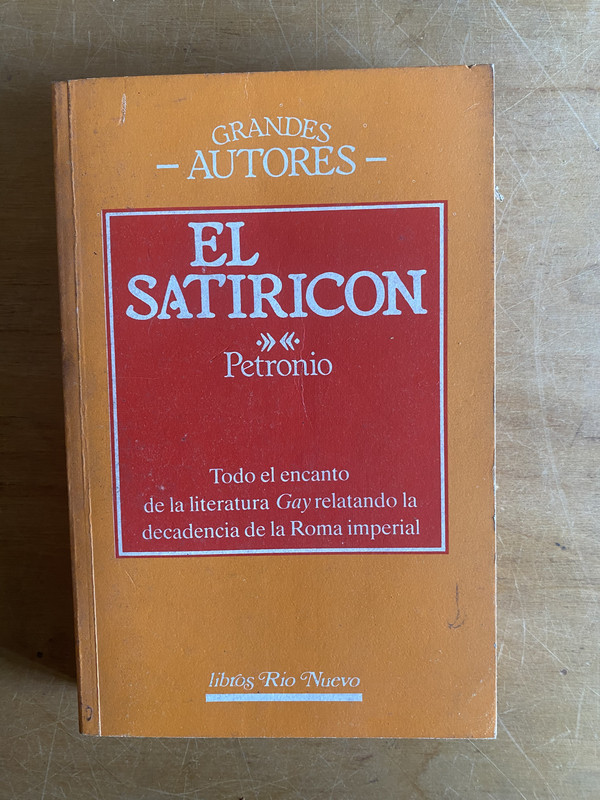 GRANDES
– AUTORES –
EL
SATIRICON
Petronio
Todo el encanto
de la literatura Gay relatando la
decadencia de la Roma imperial
libros Río Nuevo